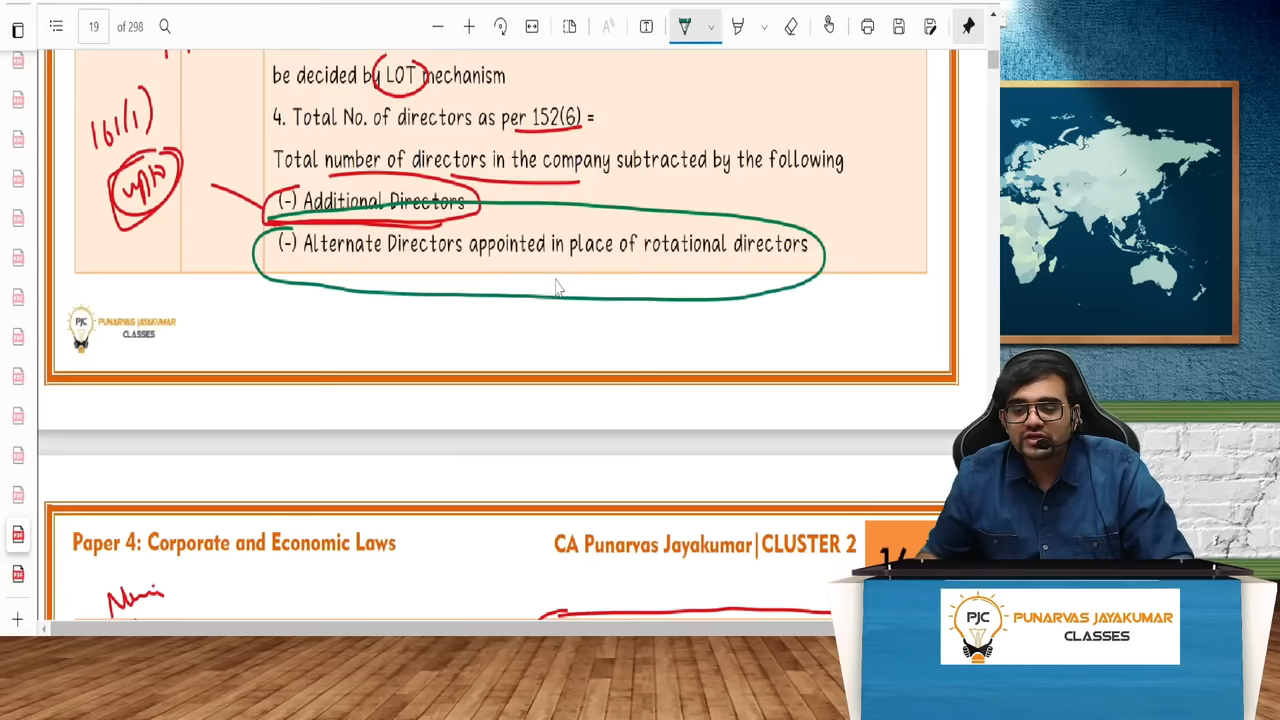 19 of 298
be decided by LOT mechanism
161(1)
4. Total No. of directors as per 152(6) =
Total number of directors in the company subtracted by the following
(-) Additional Directors
(-) Alternate Directors appointed in place of rotational directors
PJC PUNARVAS JAYAKUMAR
CLASSES
Paper 4: Corporate and Economic Laws CA Punarvas Jayakumar|CLUSTER 2
PJC PUNARVAS JAYAKUMAR
CLASSES